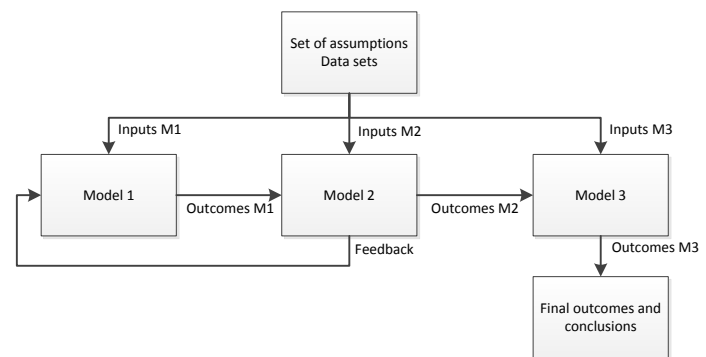 Set of assumptions
Data sets
Inputs M1
Inputs M2
Inputs M3
Model 1
Outcomes M1
Model 2
Outcomes M2
Model 3
Feedback
Outcomes M3
Final outcomes and
conclusions